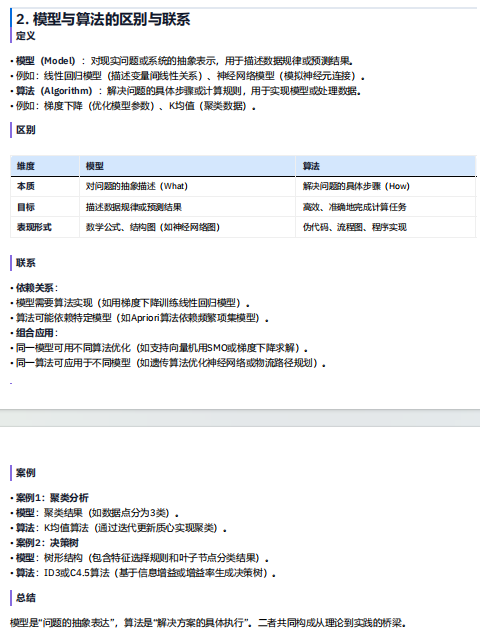 2. 模型与算法的区别与联系
定义
• 模型（Model）：对现实问题或系统的抽象表示，用于描述数据规律或预测结果。
• 例如：线性回归模型（描述变量间线性关系）、神经网络模型（模拟神经元连接）。
• 算法（Algorithm）：解决问题的具体步骤或计算规则，用于实现模型或处理数据。
• 例如：梯度下降（优化模型参数）、K均值（聚类数据）。
区别
维度 模型 算法
本质 对问题的抽象描述（What） 解决问题的具体步骤（How）
目标 描述数据规律或预测结果 高效、准确地完成计算任务
表现形式 数学公式、结构图（如神经网络图） 伪代码、流程图、程序实现
联系
• 依赖关系：
• 模型需要算法实现（如用梯度下降训练线性回归模型）。
• 算法可能依赖特定模型（如Apriori算法依赖频繁项集模型）。
• 组合应用：
• 同一模型可用不同算法优化（如支持向量机用SMO或梯度下降求解）。
• 同一算法可应用于不同模型（如遗传算法优化神经网络或物流路径规划）。
.
案例
• 案例1：聚类分析
• 模型：聚类结果（如数据点分为3类）。
• 算法：K均值算法（通过迭代更新质心实现聚类）。
• 案例2：决策树
• 模型：树形结构（包含特征选择规则和叶子节点分类结果）。
• 算法：ID3或C4.5算法（基于信息增益或增益率生成决策树）。
总结
模型是“问题的抽象表达”，算法是“解决方案的具体执行”。二者共同构成从理论到实践的桥梁。